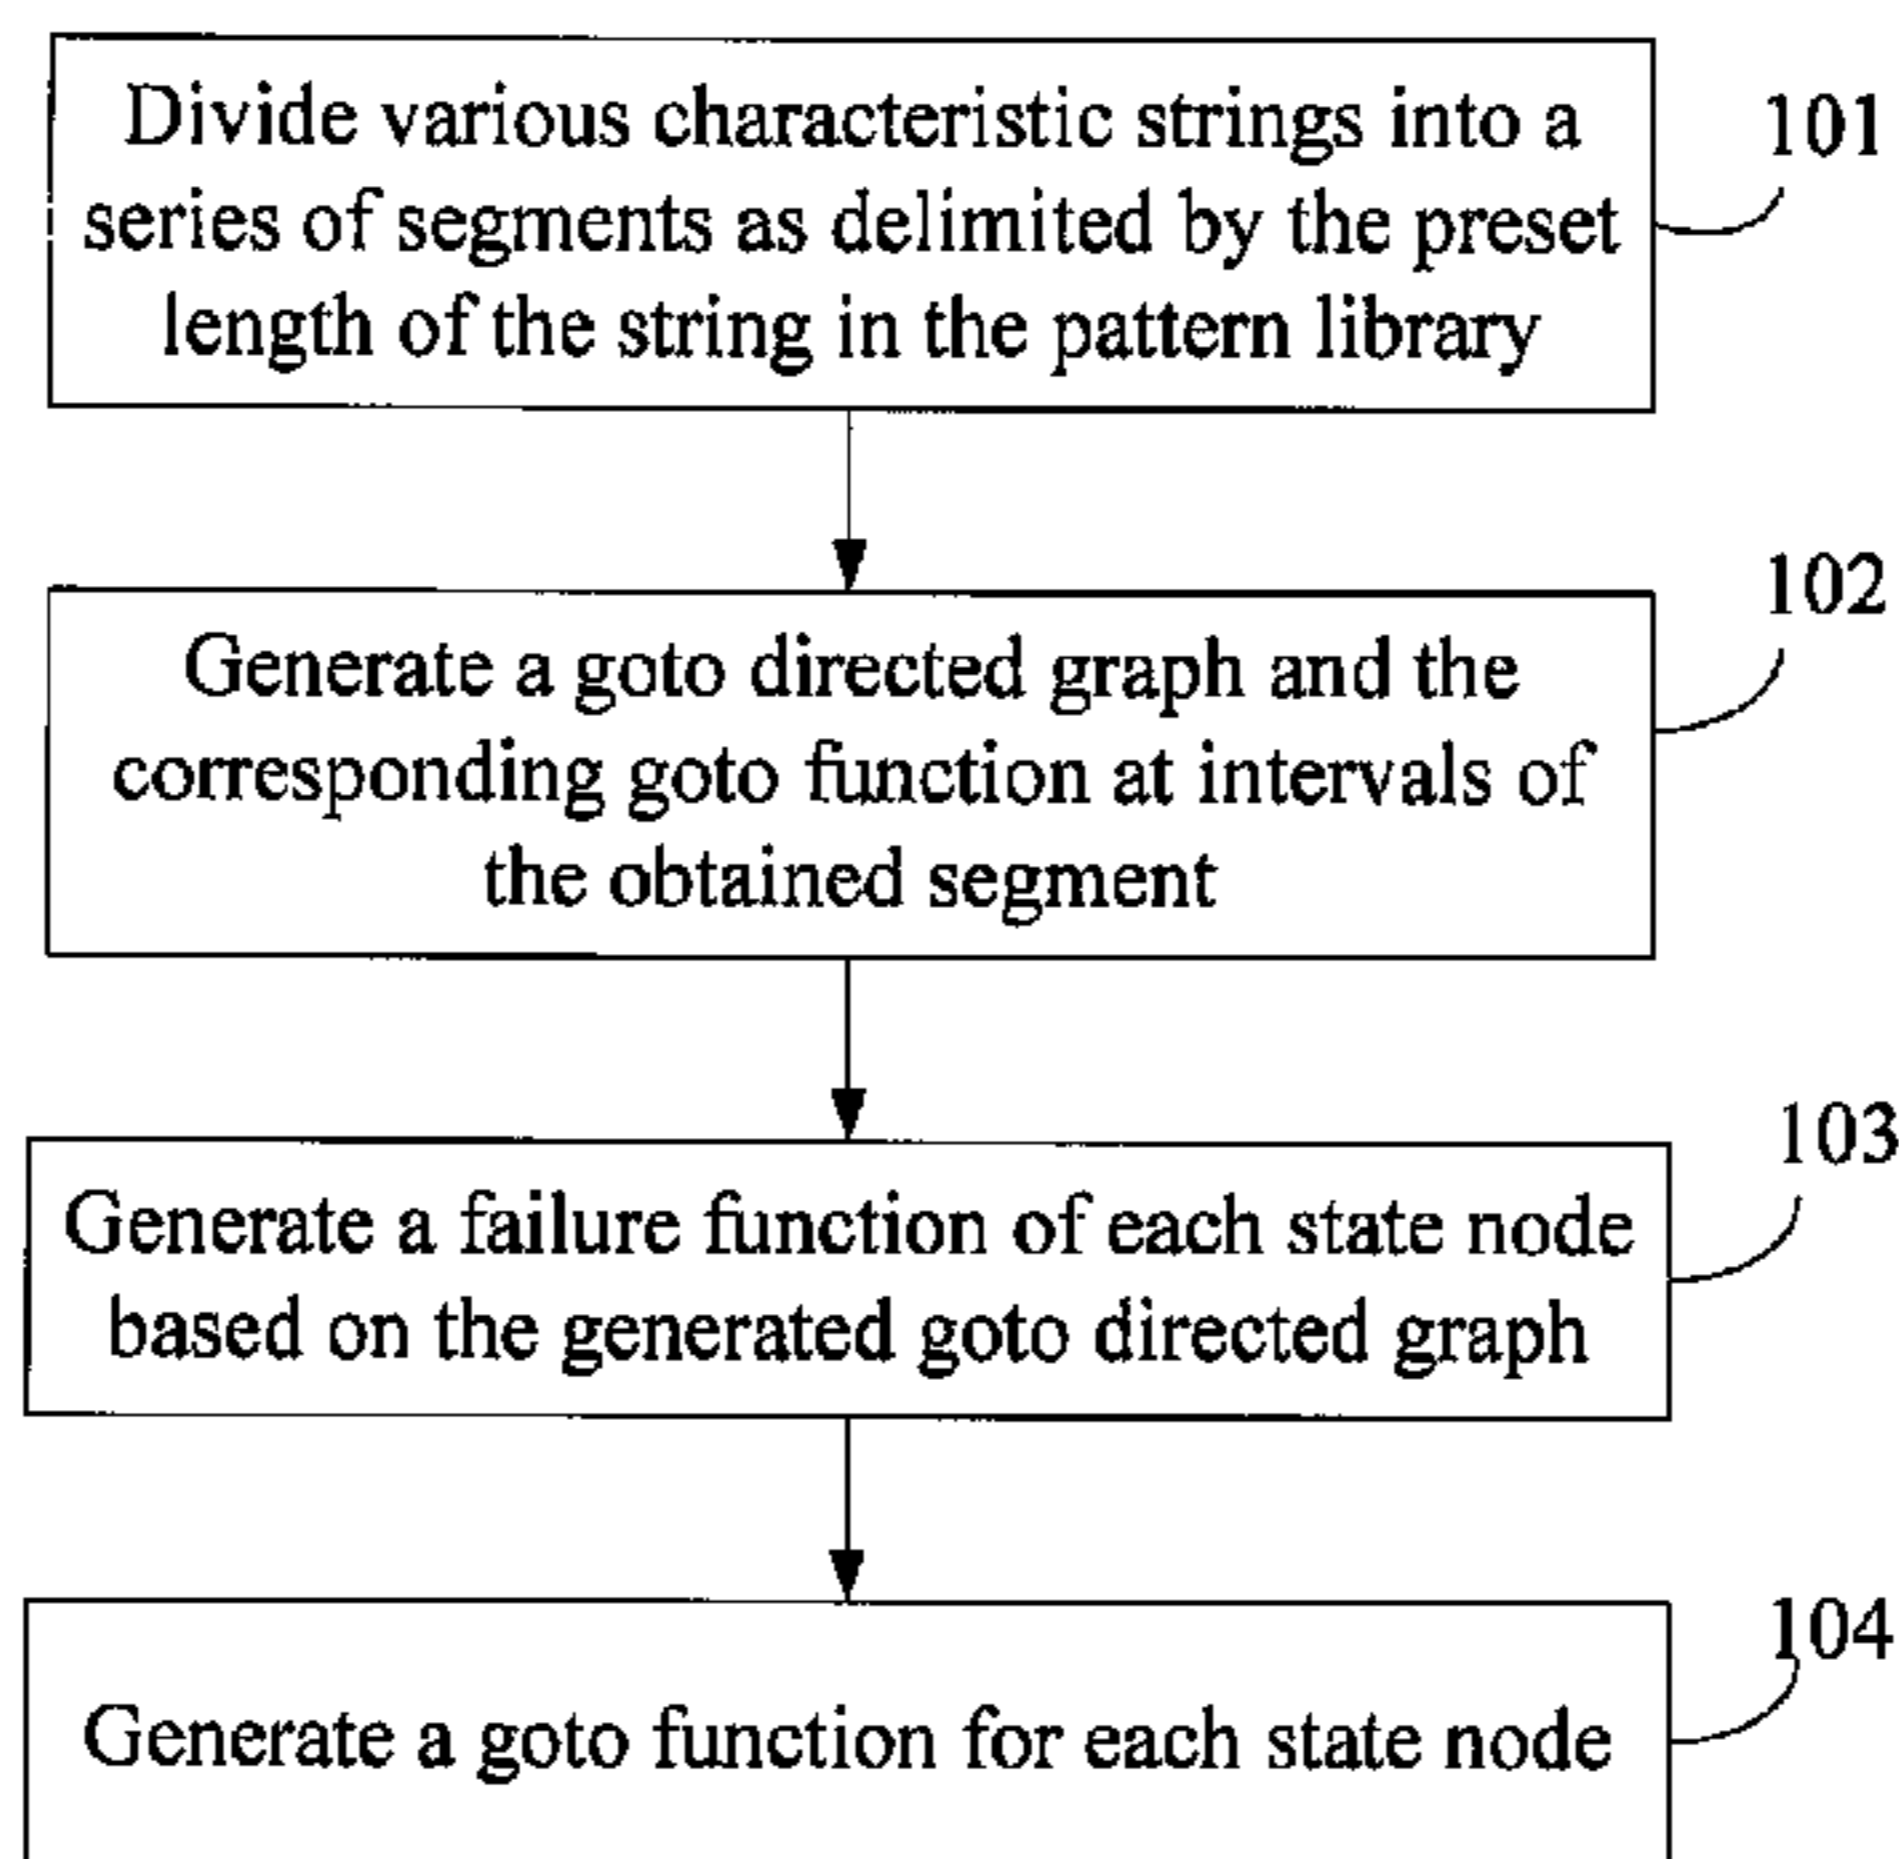 Divide various characteristic strings into a
series of segments as delimited by the preset
length of the string in the pattern library
101
Generate a goto directed graph and the
corresponding goto function at intervals of
the obtained segment
102
Generate a failure function of each state node
based on the generated goto directed graph
103
Generate a goto function for each state node
104